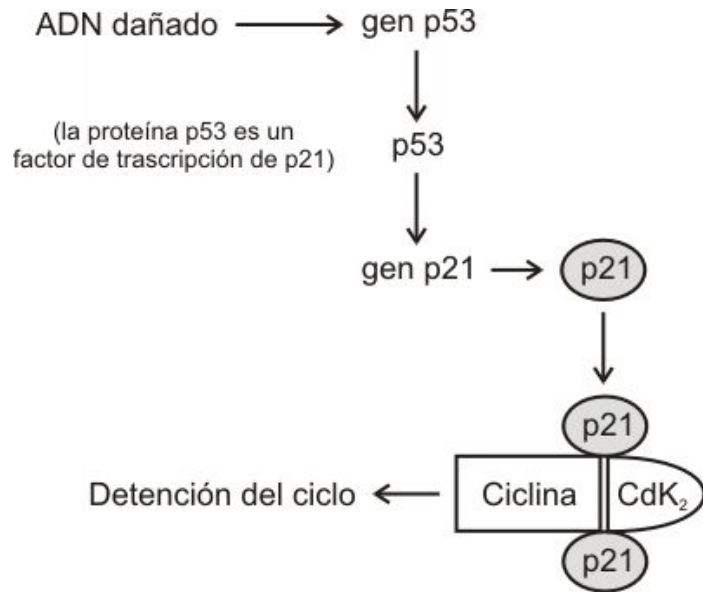 ADN dañado
gen p53
(la proteína p53 es un
factor de trascripción de p21)
p53
gen p21
p21
p21
Detención del ciclo
Ciclina
CdK₂
p21